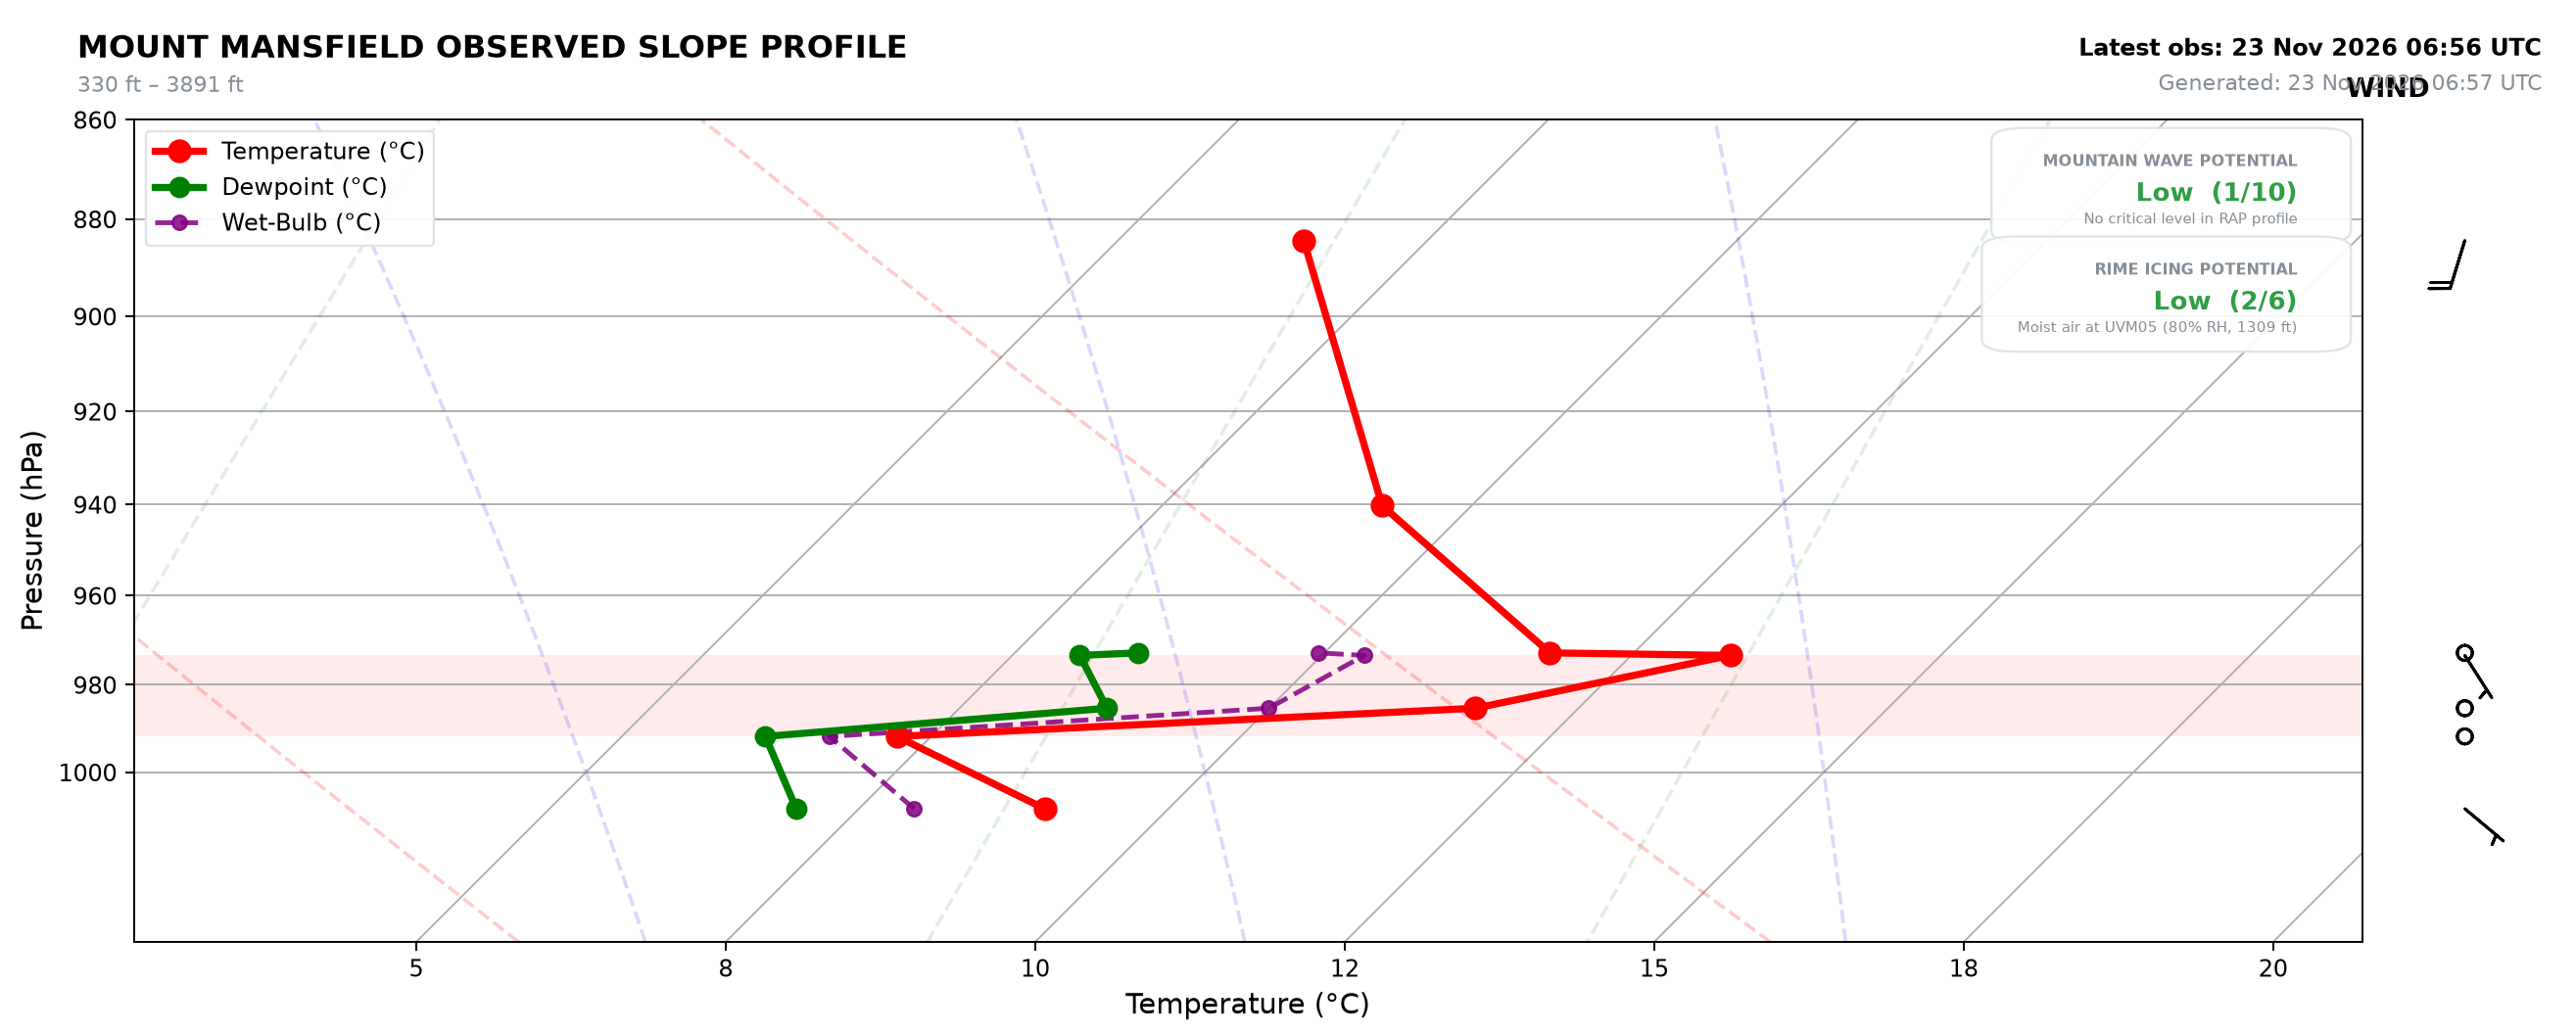 MOUNT MANSFIELD OBSERVED SLOPE PROFILE
330 ft – 3891 ft
Latest obs: 23 Nov 2026 06:56 UTC
Generated: 23 Nov 2026 06:57 UTC
WIND
Temperature (°C)
Dewpoint (°C)
Wet-Bulb (°C)
MOUNTAIN WAVE POTENTIAL
Low (1/10)
No critical level in RAP profile
RIME ICING POTENTIAL
Low (2/6)
Moist air at UVM05 (80% RH, 1309 ft)
860
880
900
920
940
960
980
1000
Pressure (hPa)
5
8
10
12
15
18
20
Temperature (°C)